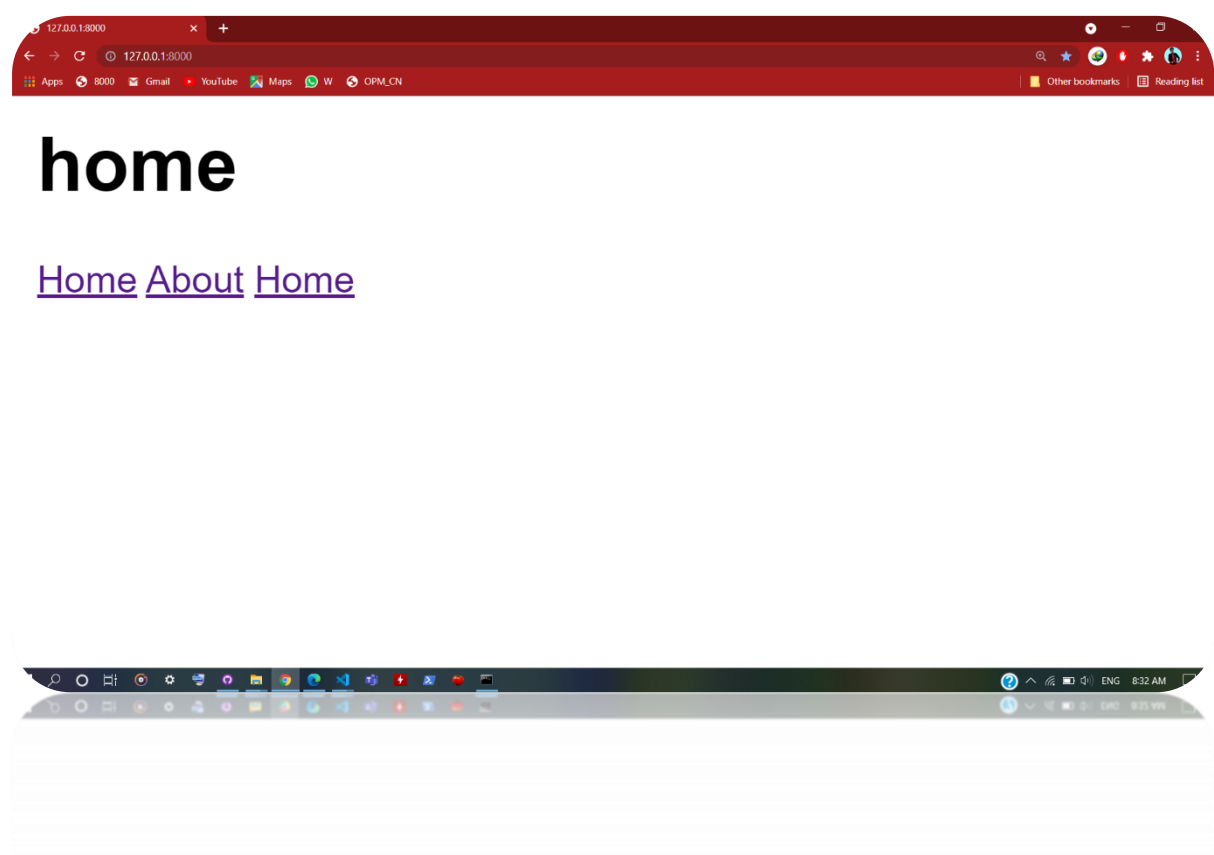 127.0.0.1:8000
127.0.0.1:8000
Apps 8000 Gmail YouTube Maps W OPM_CN Other bookmarks Reading list
home
Home About Home
ENG 8:32 AM